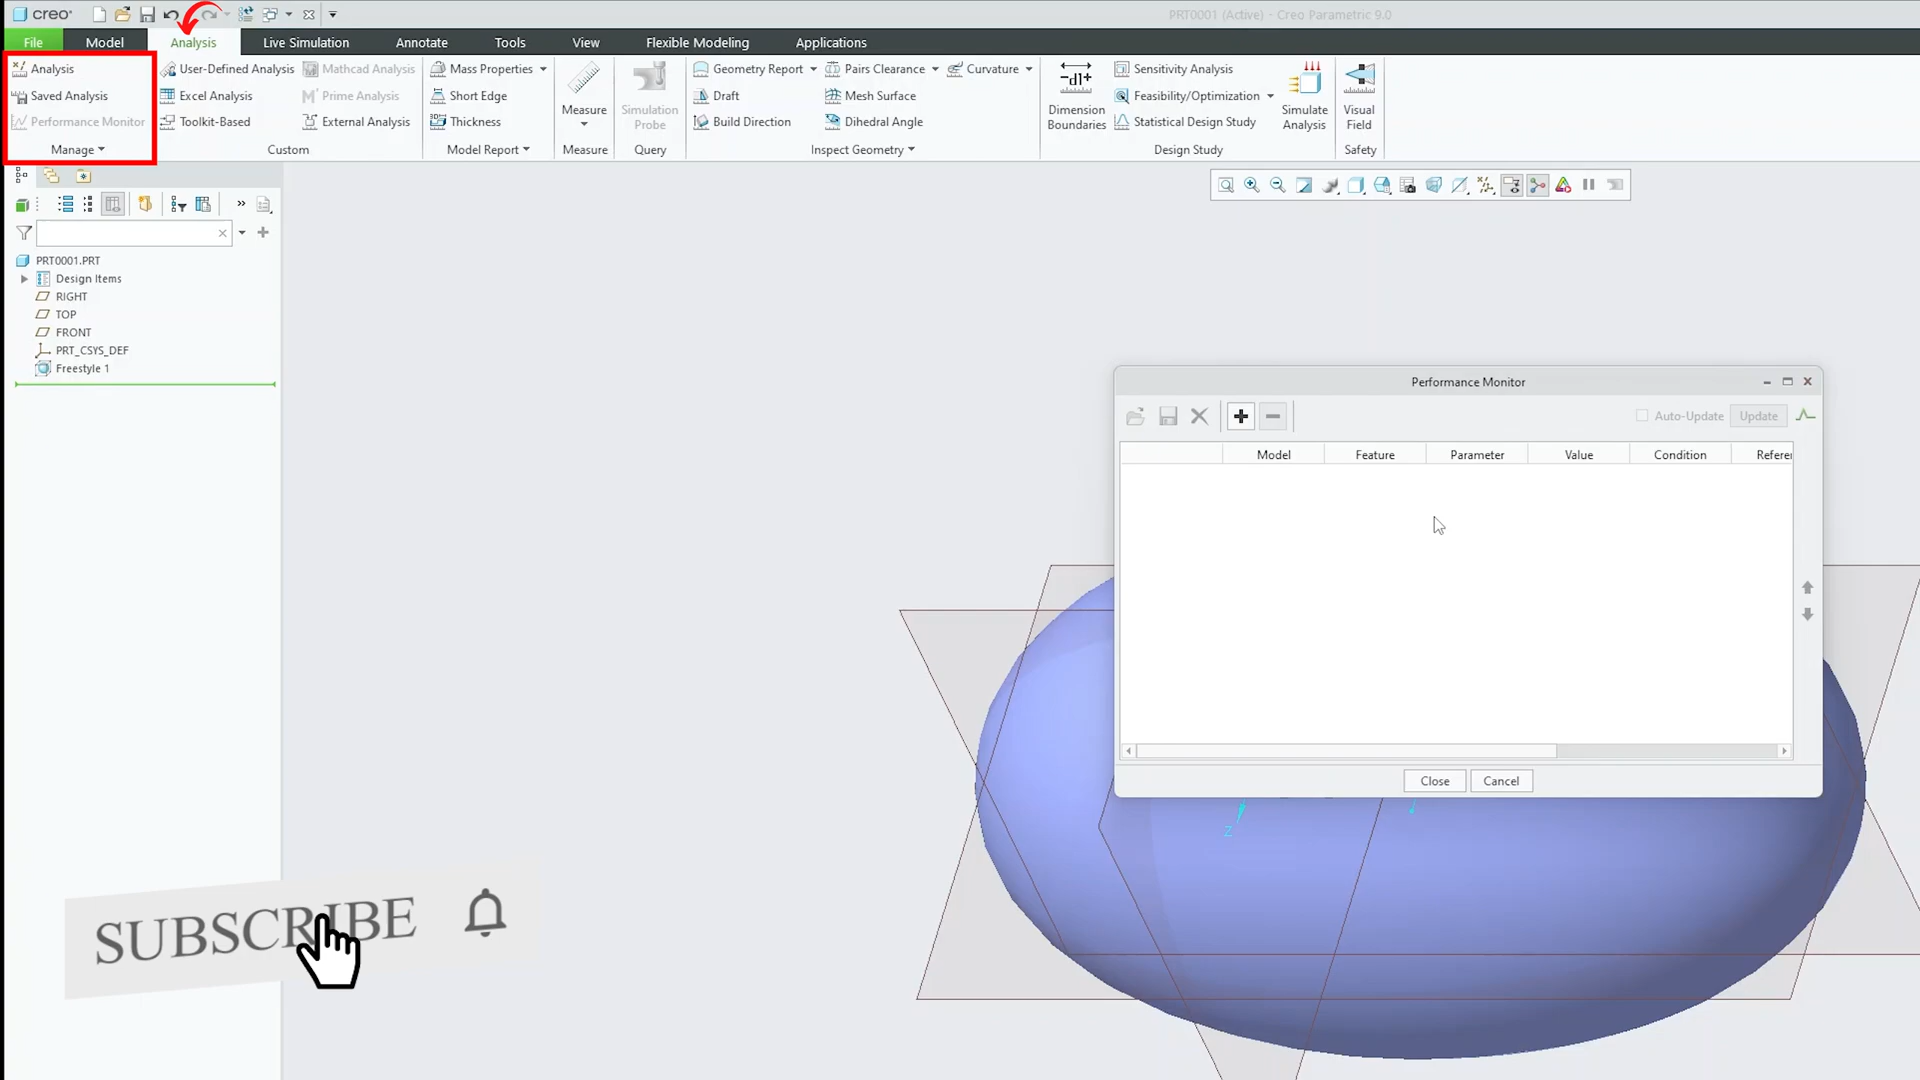 creo
PRT0001 (Active) - Creo Parametric 9.0
File
Model
Analysis
Live Simulation
Annotate
Tools
View
Flexible Modeling
Applications
Analysis
Saved Analysis
Performance Monitor
Manage
User-Defined Analysis
Excel Analysis
Toolkit-Based
Mathcad Analysis
Prime Analysis
External Analysis
Custom
Mass Properties
Short Edge
Thickness
Model Report
Measure
Measure
Simulation
Probe
Query
Geometry Report
Draft
Build Direction
Pairs Clearance
Mesh Surface
Dihedral Angle
Curvature
Inspect Geometry
Dimension
Boundaries
Sensitivity Analysis
Feasibility/Optimization
Statistical Design Study
Simulate
Analysis
Design Study
Visual
Field
Safety
PRT0001.PRT
Design Items
RIGHT
TOP
FRONT
PRT_CSYS_DEF
Freestyle 1
Performance Monitor
Auto-Update
Update
Model Feature Parameter Value Condition Referen
Close
Cancel
Z
SUBSCRIBE